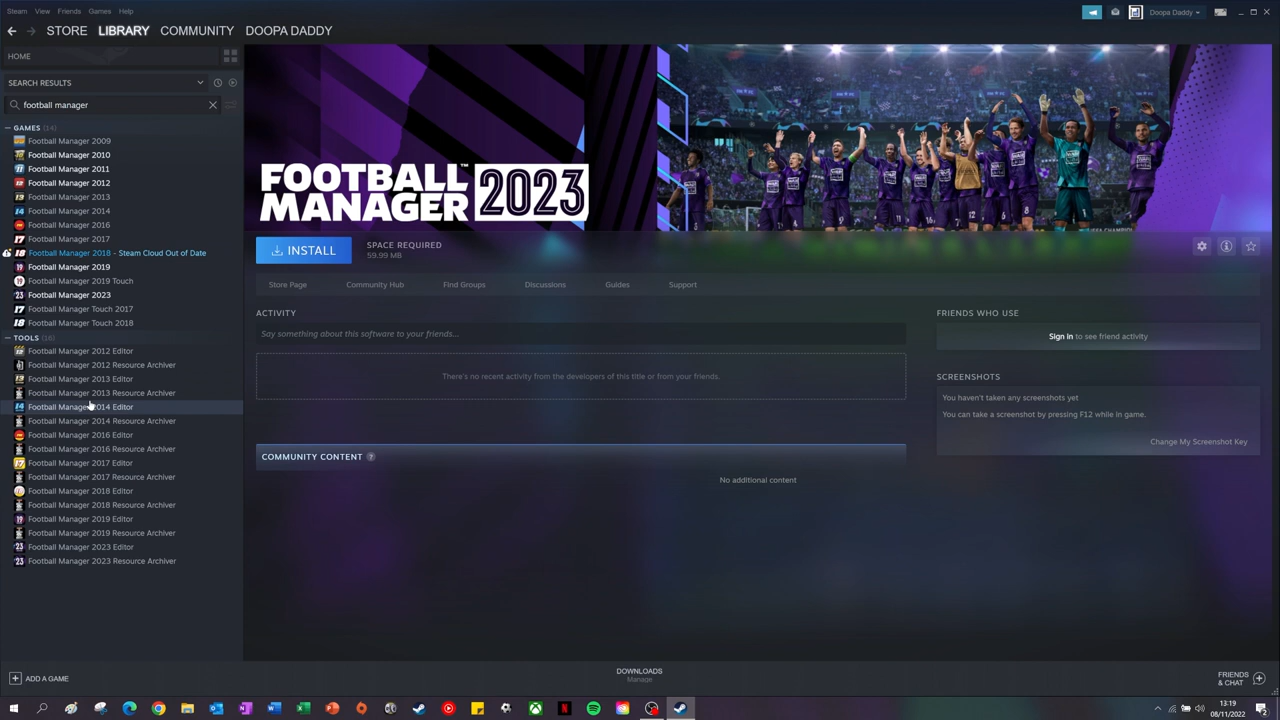 Steam View Friends Games Help
Doopa Daddy
STORE LIBRARY COMMUNITY DOOPA DADDY
HOME
SEARCH RESULTS
football manager
GAMES (14)
Football Manager 2009
Football Manager 2010
Football Manager 2011
Football Manager 2012
Football Manager 2013
Football Manager 2014
Football Manager 2016
Football Manager 2017
Football Manager 2018 - Steam Cloud Out of Date
Football Manager 2019
Football Manager 2019 Touch
Football Manager 2023
Football Manager Touch 2017
Football Manager Touch 2018
TOOLS (16)
Football Manager 2012 Editor
Football Manager 2012 Resource Archiver
Football Manager 2013 Editor
Football Manager 2013 Resource Archiver
Football Manager 2014 Editor
Football Manager 2014 Resource Archiver
Football Manager 2016 Editor
Football Manager 2016 Resource Archiver
Football Manager 2017 Editor
Football Manager 2017 Resource Archiver
Football Manager 2018 Editor
Football Manager 2018 Resource Archiver
Football Manager 2019 Editor
Football Manager 2019 Resource Archiver
Football Manager 2023 Editor
Football Manager 2023 Resource Archiver
ADD A GAME
FOOTBALL™
MANAGER 2023
INSTALL
SPACE REQUIRED
59.99 MB
Store Page Community Hub Find Groups Discussions Guides Support
ACTIVITY
Say something about this software to your friends...
There's no recent activity from the developers of this title or from your friends.
COMMUNITY CONTENT ?
No additional content
FRIENDS WHO USE
Sign in to see friend activity
SCREENSHOTS
You haven't taken any screenshots yet
You can take a screenshot by pressing F12 while in game.
Change My Screenshot Key
DOWNLOADS
Manage
FRIENDS
& CHAT
13:19
08/11/2022